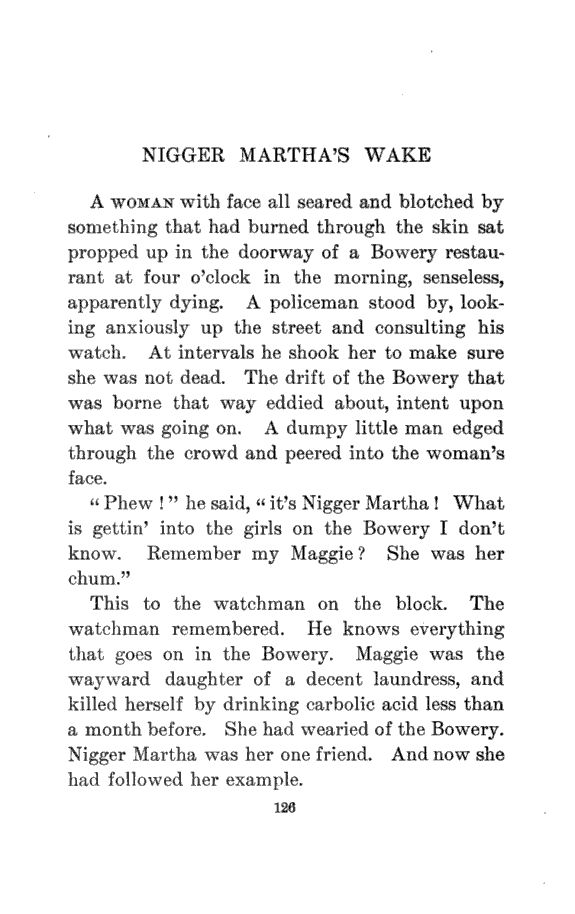 NIGGER MARTHA'S WAKE
A WOMAN with face all seared and blotched by
something that had burned through the skin sat
propped up in the doorway of a Bowery restau-
rant at four o'clock in the morning, senseless,
apparently dying. A policeman stood by, look-
ing anxiously up the street and consulting his
watch. At intervals he shook her to make sure
she was not dead. The drift of the Bowery that
was borne that way eddied about, intent upon
what was going on. A dumpy little man edged
through the crowd and peered into the woman's
face.
"Phew!" he said, "it's Nigger Martha! What
is gettin' into the girls on the Bowery I don't
know. Remember my Maggie? She was her
chum."
This to the watchman on the block. The
watchman remembered. He knows everything
that goes on in the Bowery. Maggie was the
wayward daughter of a decent laundress, and
killed herself by drinking carbolic acid less than
a month before. She had wearied of the Bowery.
Nigger Martha was her one friend. And now she
had followed her example.
126